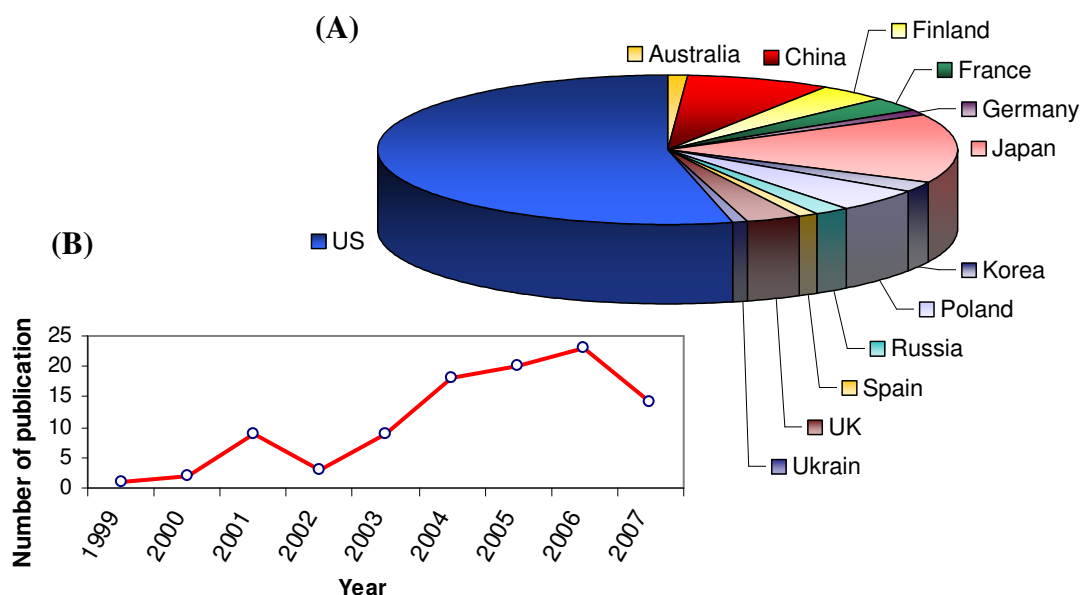 (A)
Australia
China
Finland
France
Germany
Japan
Korea
Poland
Russia
Spain
UK
Ukrain
US
(B)
Number of publication
25
20
15
10
5
0
1999
2000
2001
2002
2003
2004
2005
2006
2007
Year